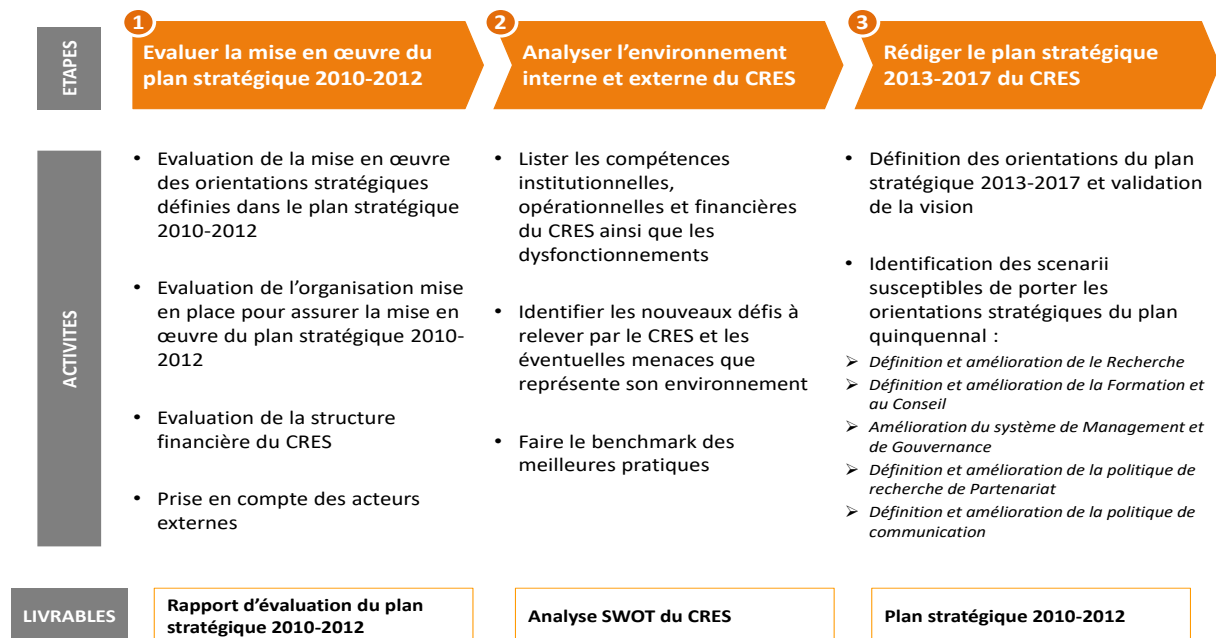 ETAPES
1
Evaluer la mise en œuvre du
plan stratégique 2010-2012
2
Analyser l’environnement
interne et externe du CRES
3
Rédiger le plan stratégique
2013-2017 du CRES
ACTIVITES
• Evaluation de la mise en œuvre
des orientations stratégiques
définies dans le plan stratégique
2010-2012
• Evaluation de l’organisation mise
en place pour assurer la mise en
œuvre du plan stratégique 2010-
2012
• Evaluation de la structure
financière du CRES
• Prise en compte des acteurs
externes
• Lister les compétences
institutionnelles,
opérationnelles et financières
du CRES ainsi que les
dysfonctionnements
• Identifier les nouveaux défis à
relever par le CRES et les
éventuelles menaces que
représente son environnement
• Faire le benchmark des
meilleures pratiques
• Définition des orientations du plan
stratégique 2013-2017 et validation
de la vision
• Identification des scenarii
susceptibles de porter les
orientations stratégiques du plan
quinquennal :
➢ Définition et amélioration de le Recherche
➢ Définition et amélioration de la Formation et
au Conseil
➢ Amélioration du système de Management et
de Gouvernance
➢ Définition et amélioration de la politique de
recherche de Partenariat
➢ Définition et amélioration de la politique de
communication
LIVRABLES
Rapport d’évaluation du plan
stratégique 2010-2012
Analyse SWOT du CRES
Plan stratégique 2010-2012